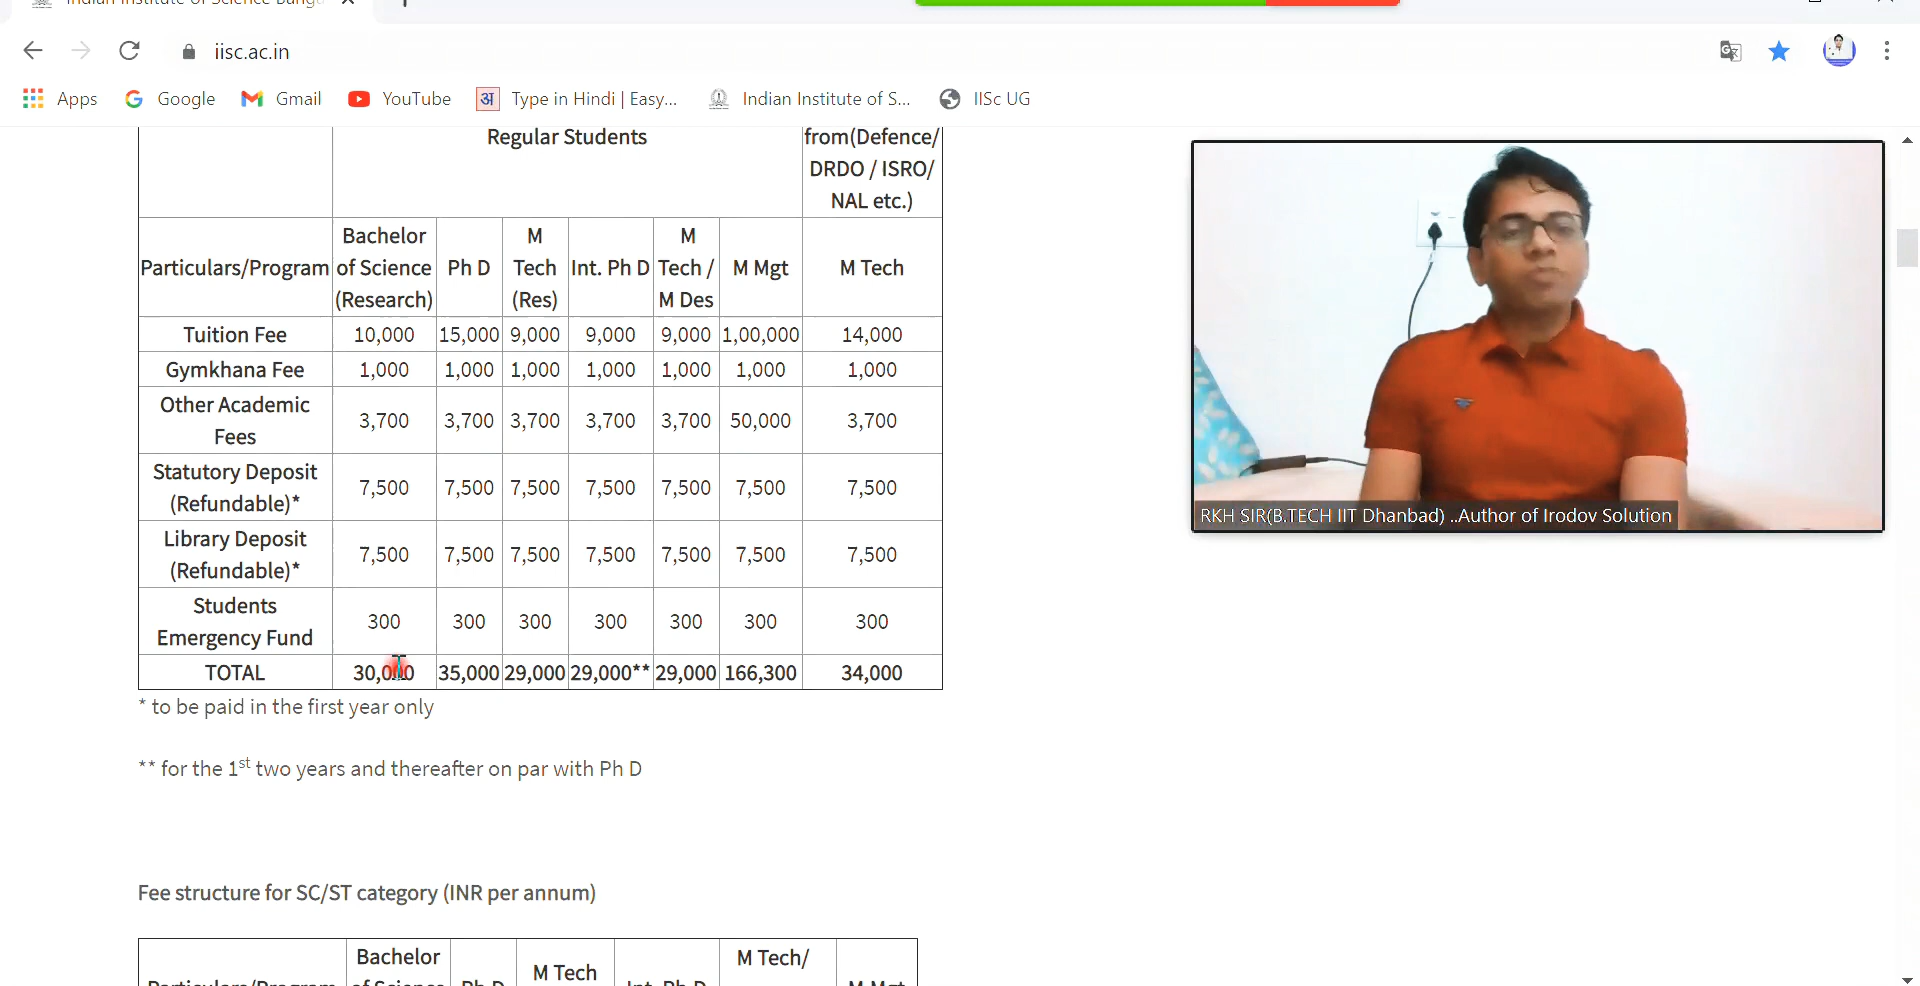 iisc.ac.in
Apps Google Gmail YouTube अ Type in Hindi | Easy... Indian Institute of S... IISc UG
Regular Students
from(Defence/
DRDO / ISRO/
NAL etc.)
Particulars/Program
Bachelor
of Science
(Research)
Ph D
M
Tech
(Res)
Int. Ph D
M
Tech /
M Des
M Mgt
M Tech
Tuition Fee 10,000 15,000 9,000 9,000 9,000 1,00,000 14,000
Gymkhana Fee 1,000 1,000 1,000 1,000 1,000 1,000 1,000
Other Academic
Fees
3,700 3,700 3,700 3,700 3,700 50,000 3,700
Statutory Deposit
(Refundable)*
7,500 7,500 7,500 7,500 7,500 7,500 7,500
Library Deposit
(Refundable)*
7,500 7,500 7,500 7,500 7,500 7,500 7,500
Students
Emergency Fund
300 300 300 300 300 300 300
TOTAL 30,000 35,000 29,000 29,000** 29,000 166,300 34,000
* to be paid in the first year only
** for the 1st two years and thereafter on par with Ph D
Fee structure for SC/ST category (INR per annum)
Bachelor
M Tech
M Tech/
RKH SIR(B.TECH IIT Dhanbad) ..Author of Irodov Solution